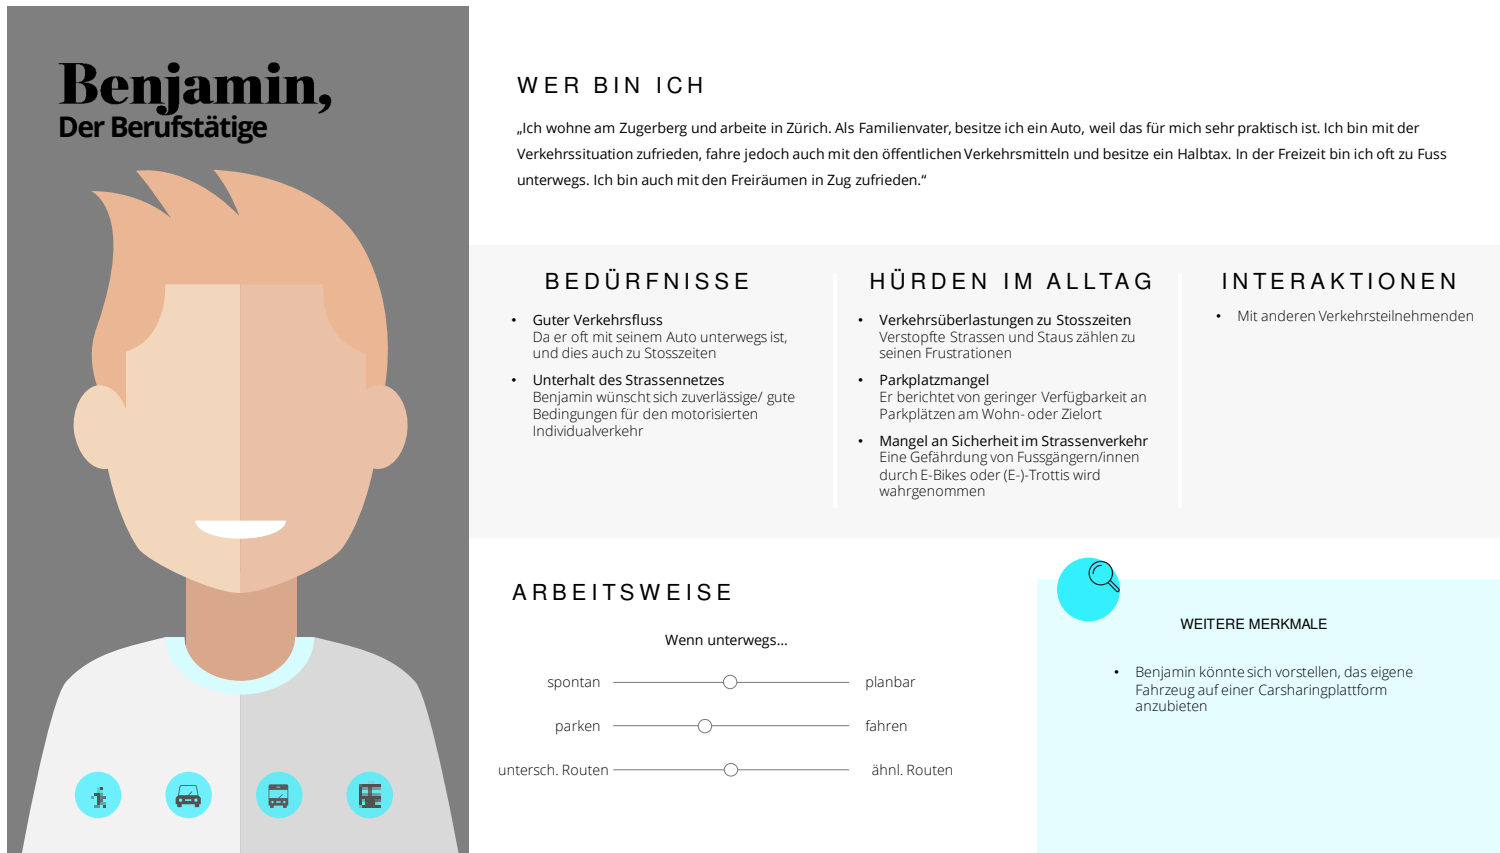 Benjamin,
Der Berufstätige
WER BIN ICH
„Ich wohne am Zugerberg und arbeite in Zürich. Als Familienvater, besitze ich ein Auto, weil das für mich sehr praktisch ist. Ich bin mit der
Verkehrssituation zufrieden, fahre jedoch auch mit den öffentlichen Verkehrsmitteln und besitze ein Halbtax. In der Freizeit bin ich oft zu Fuss
unterwegs. Ich bin auch mit den Freiräumen in Zug zufrieden.“
BEDÜRFNISSE
• Guter Verkehrsfluss
Da er oft mit seinem Auto unterwegs ist,
und dies auch zu Stosszeiten
• Unterhalt des Strassennetzes
Benjamin wünscht sich zuverlässige/ gute
Bedingungen für den motorisierten
Individualverkehr
HÜRDEN IM ALLTAG
• Verkehrsüberlastungen zu Stosszeiten
Verstopfte Strassen und Staus zählen zu
seinen Frustrationen
• Parkplatzmangel
Er berichtet von geringer Verfügbarkeit an
Parkplätzen am Wohn- oder Zielort
• Mangel an Sicherheit im Strassenverkehr
Eine Gefährdung von Fussgängern/innen
durch E-Bikes oder (E-)-Trottis wird
wahrgenommen
INTERAKTIONEN
• Mit anderen Verkehrsteilnehmenden
ARBEITSWEISE
Wenn unterwegs...
spontan planbar
parken fahren
untersch. Routen ähnl. Routen
WEITERE MERKMALE
• Benjamin könnte sich vorstellen, das eigene
Fahrzeug auf einer Carsharingplattform
anzubieten